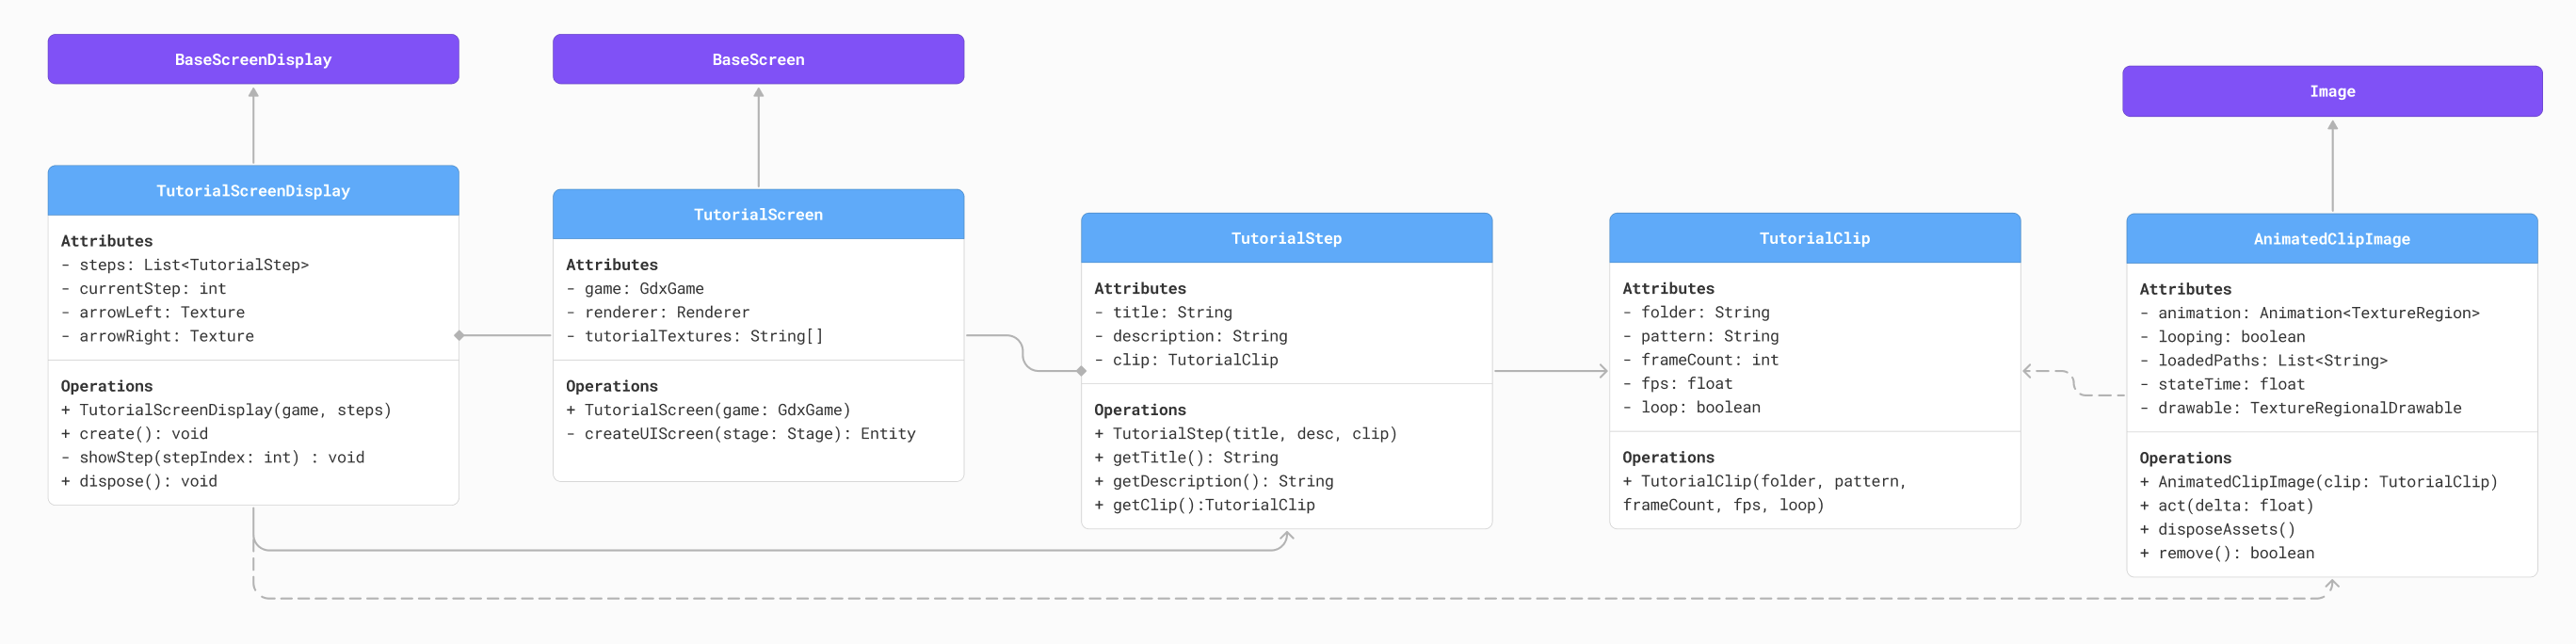 BaseScreenDisplay
BaseScreen
Image
TutorialScreenDisplay
Attributes
- steps: List<TutorialStep>
- currentStep: int
- arrowLeft: Texture
- arrowRight: Texture
Operations
+ TutorialScreenDisplay(game, steps)
+ create(): void
- showStep(stepIndex: int) : void
+ dispose(): void
TutorialScreen
Attributes
- game: GdxGame
- renderer: Renderer
- tutorialTextures: String[]
Operations
+ TutorialScreen(game: GdxGame)
- createUIScreen(stage: Stage): Entity
TutorialStep
Attributes
- title: String
- description: String
- clip: TutorialClip
Operations
+ TutorialStep(title, desc, clip)
+ getTitle(): String
+ getDescription(): String
+ getClip():TutorialClip
TutorialClip
Attributes
- folder: String
- pattern: String
- frameCount: int
- fps: float
- loop: boolean
Operations
+ TutorialClip(folder, pattern,
frameCount, fps, loop)
AnimatedClipImage
Attributes
- animation: Animation<TextureRegion>
- looping: boolean
- loadedPaths: List<String>
- stateTime: float
- drawable: TextureRegionalDrawable
Operations
+ AnimatedClipImage(clip: TutorialClip)
+ act(delta: float)
+ disposeAssets()
+ remove(): boolean